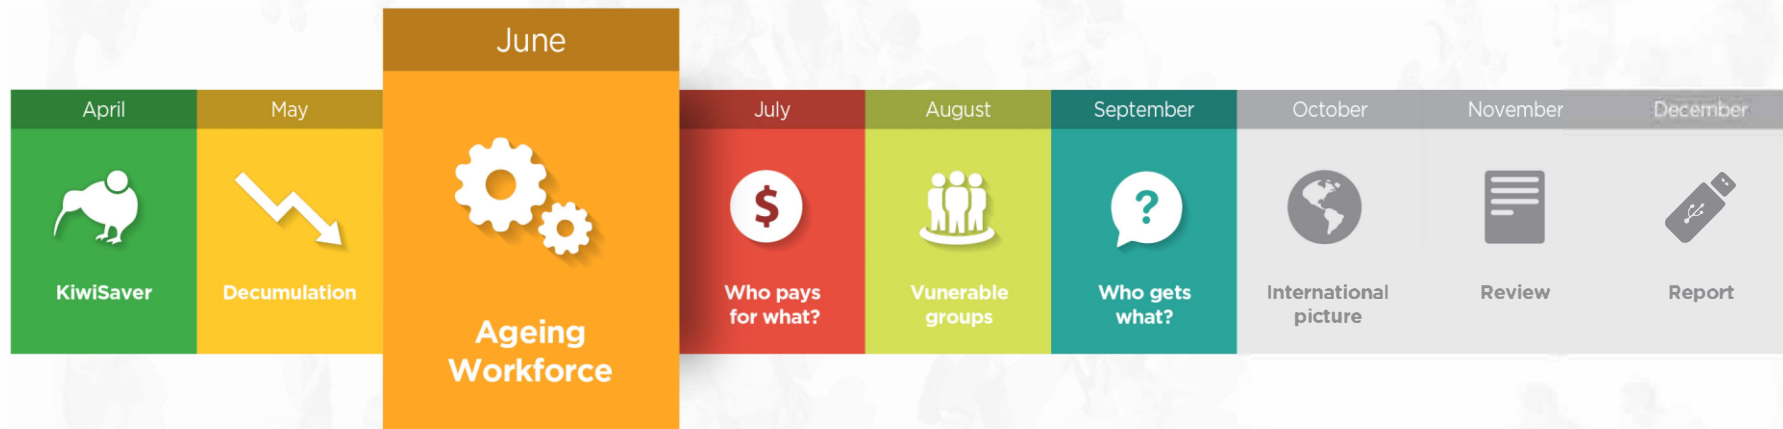 June
April
May
July
August
September
October
November
December
$
?
KiwiSaver
Decumulation
Ageing
Workforce
Who pays
for what?
Vunerable
groups
Who gets
what?
International
picture
Review
Report